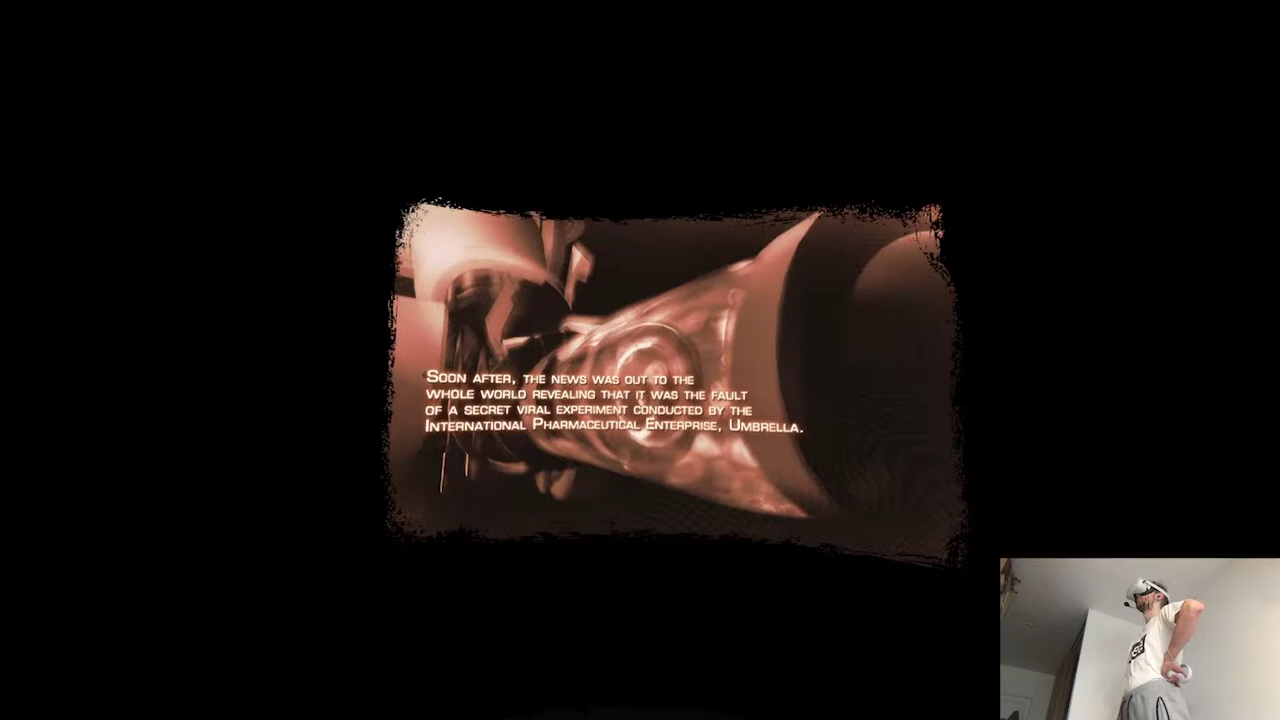 Soon after, the news was out to the
whole world revealing that it was the fault
of a secret viral experiment conducted by the
International Pharmaceutical Enterprise, Umbrella.